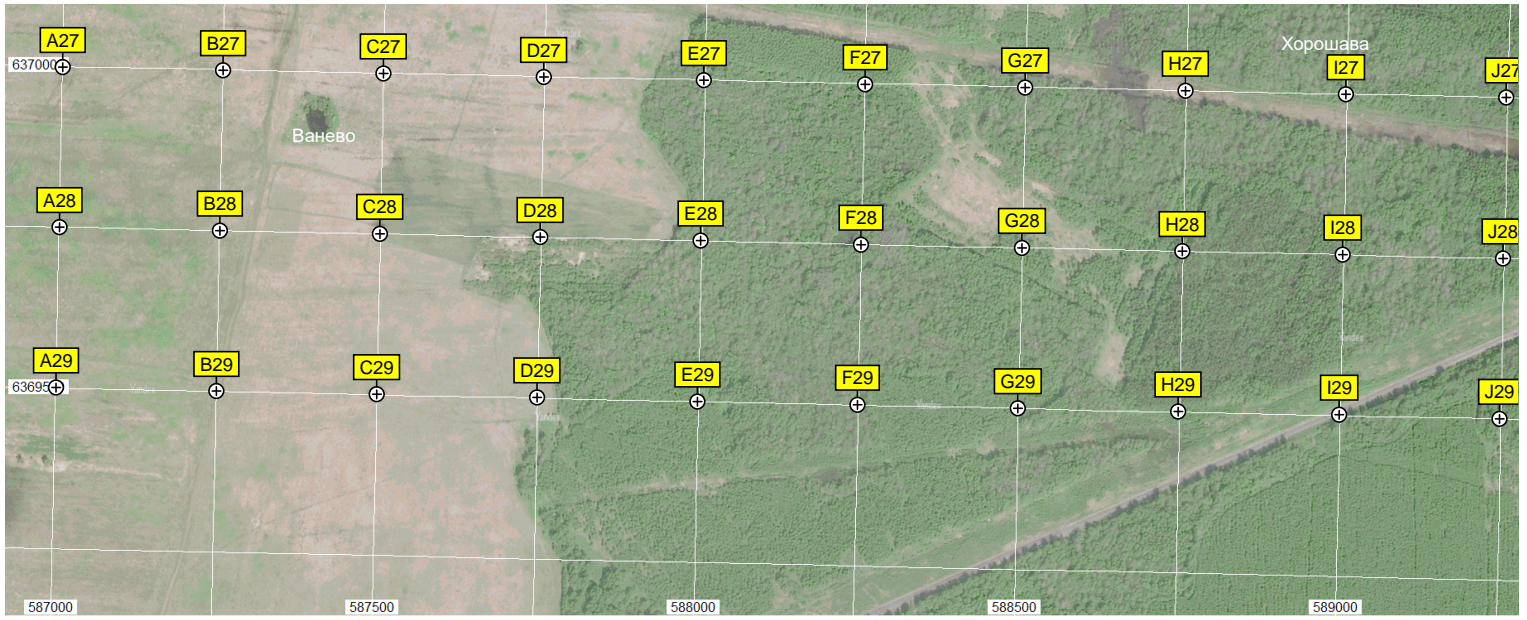 Хорошава
A27 B27 C27 D27 E27 F27 G27 H27 I27 J27
637000
Ванево
A28 B28 C28 D28 E28 F28 G28 H28 I28 J28
A29 B29 C29 D29 E29 F29 G29 H29 I29 J29
63695
587000 587500 588000 588500 589000